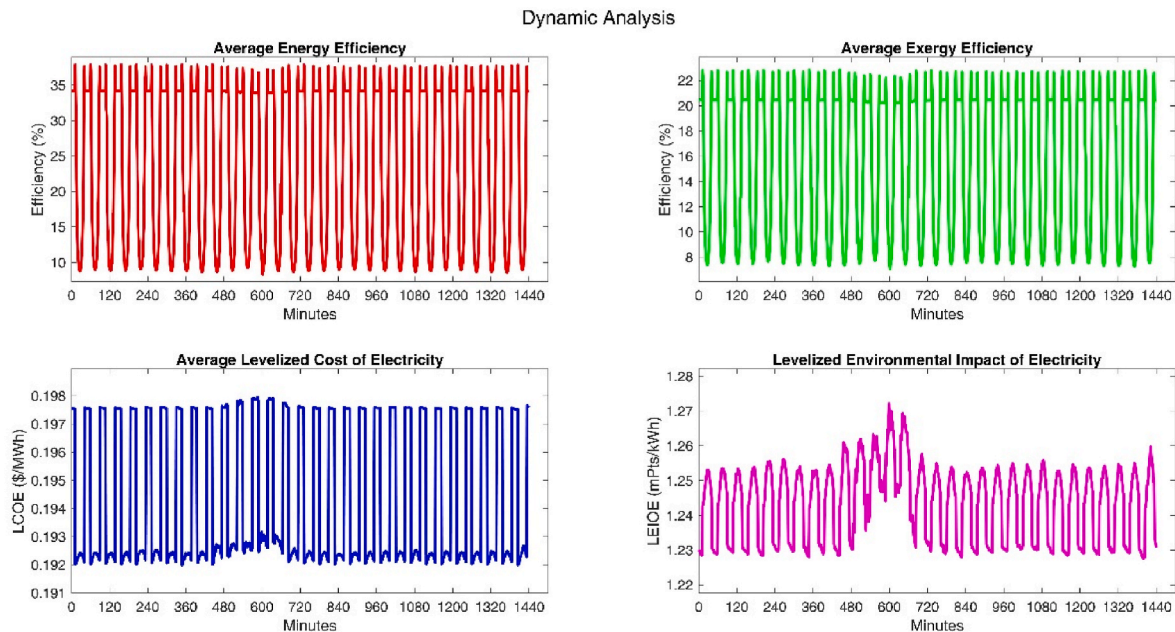 Dynamic Analysis
Average Energy Efficiency
Efficiency (%)
35
30
25
20
15
10
0 120 240 360 480 600 720 840 960 1080 1200 1320 1440
Minutes
Average Exergy Efficiency
Efficiency (%)
22
20
18
16
14
12
10
8
0 120 240 360 480 600 720 840 960 1080 1200 1320 1440
Minutes
Average Levelized Cost of Electricity
LCOE ($/MWh)
0.198
0.197
0.196
0.195
0.194
0.193
0.192
0.191
0 120 240 360 480 600 720 840 960 1080 1200 1320 1440
Minutes
Levelized Environmental Impact of Electricity
LEIOE (mPts/kWh)
1.28
1.27
1.26
1.25
1.24
1.23
1.22
0 120 240 360 480 600 720 840 960 1080 1200 1320 1440
Minutes